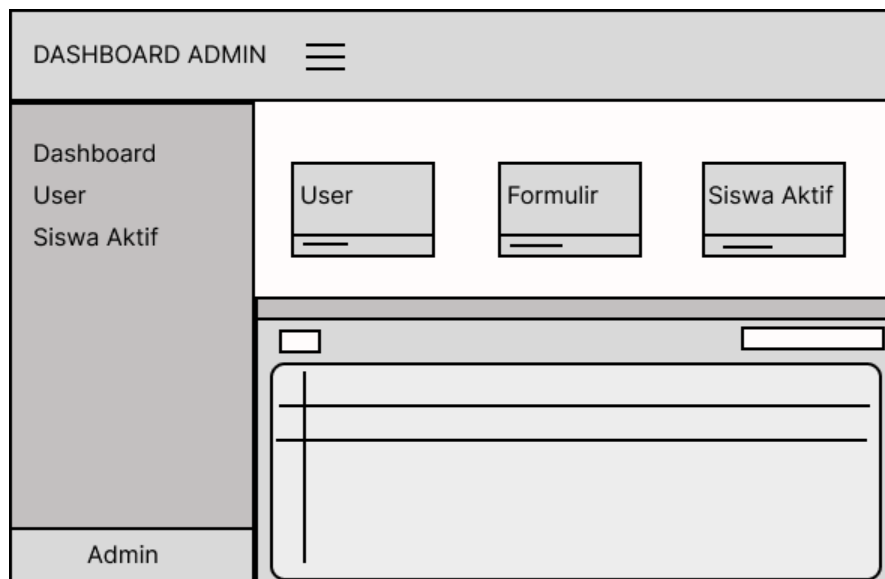 DASHBOARD ADMIN
Dashboard
User
Siswa Aktif
User
Formulir
Siswa Aktif
Admin